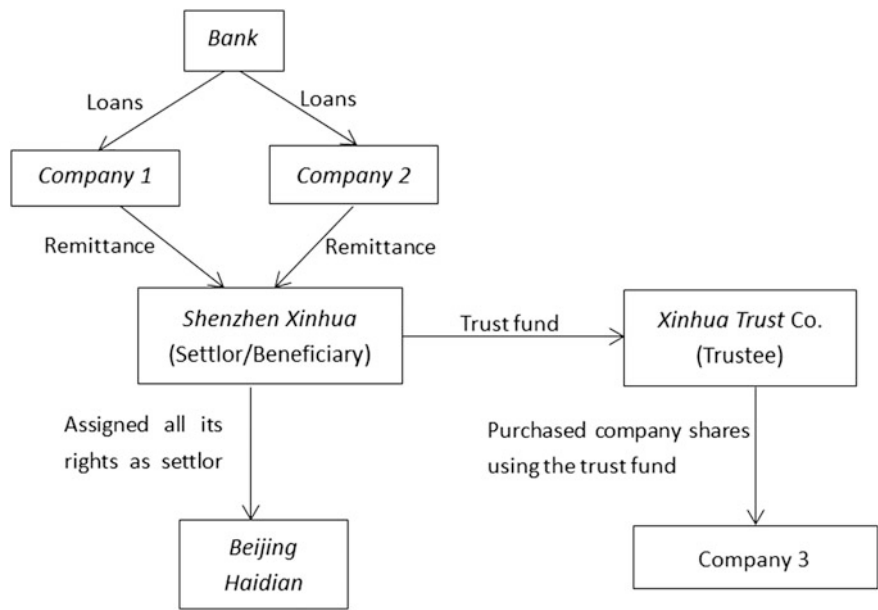 Bank
Loans
Loans
Company 1
Company 2
Remittance
Remittance
Shenzhen Xinhua
(Settlor/Beneficiary)
Trust fund
Xinhua Trust Co.
(Trustee)
Assigned all its
rights as settlor
Purchased company shares
using the trust fund
Beijing
Haidian
Company 3